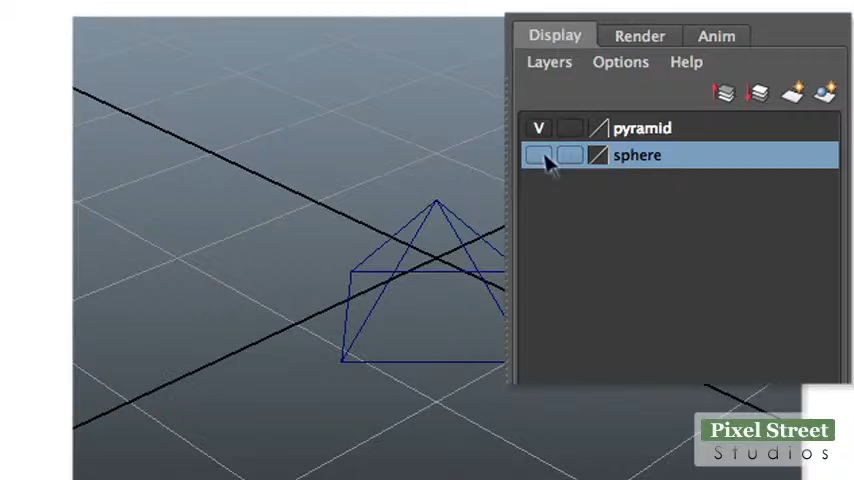 Display Render Anim
Layers Options Help
V pyramid
sphere
Pixel Street
Studios